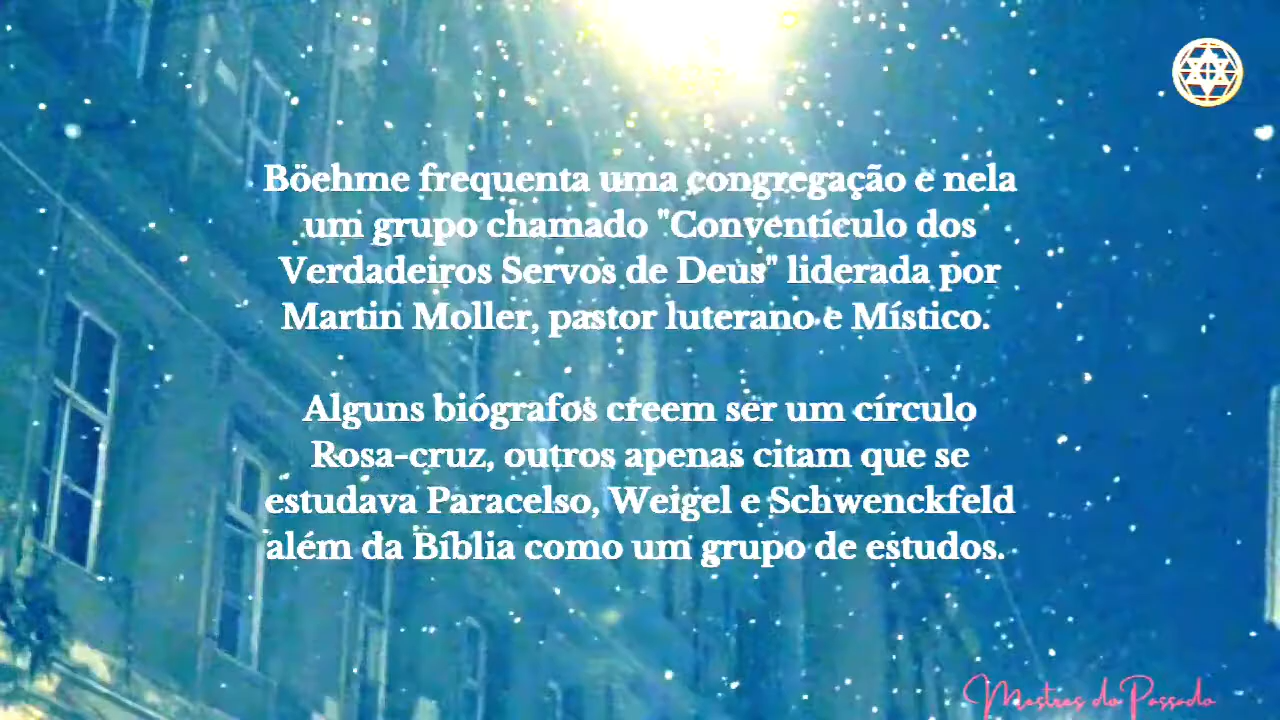 Böehme frequenta uma congregação e nela
um grupo chamado "Conventículo dos
Verdadeiros Servos de Deus" liderada por
Martin Moller, pastor luterano e Místico.
Alguns biógrafos creem ser um círculo
Rosa-cruz, outros apenas citam que se
estudava Paracelso, Weigel e Schwenckfeld
além da Bíblia como um grupo de estudos.
Mestres do Passado